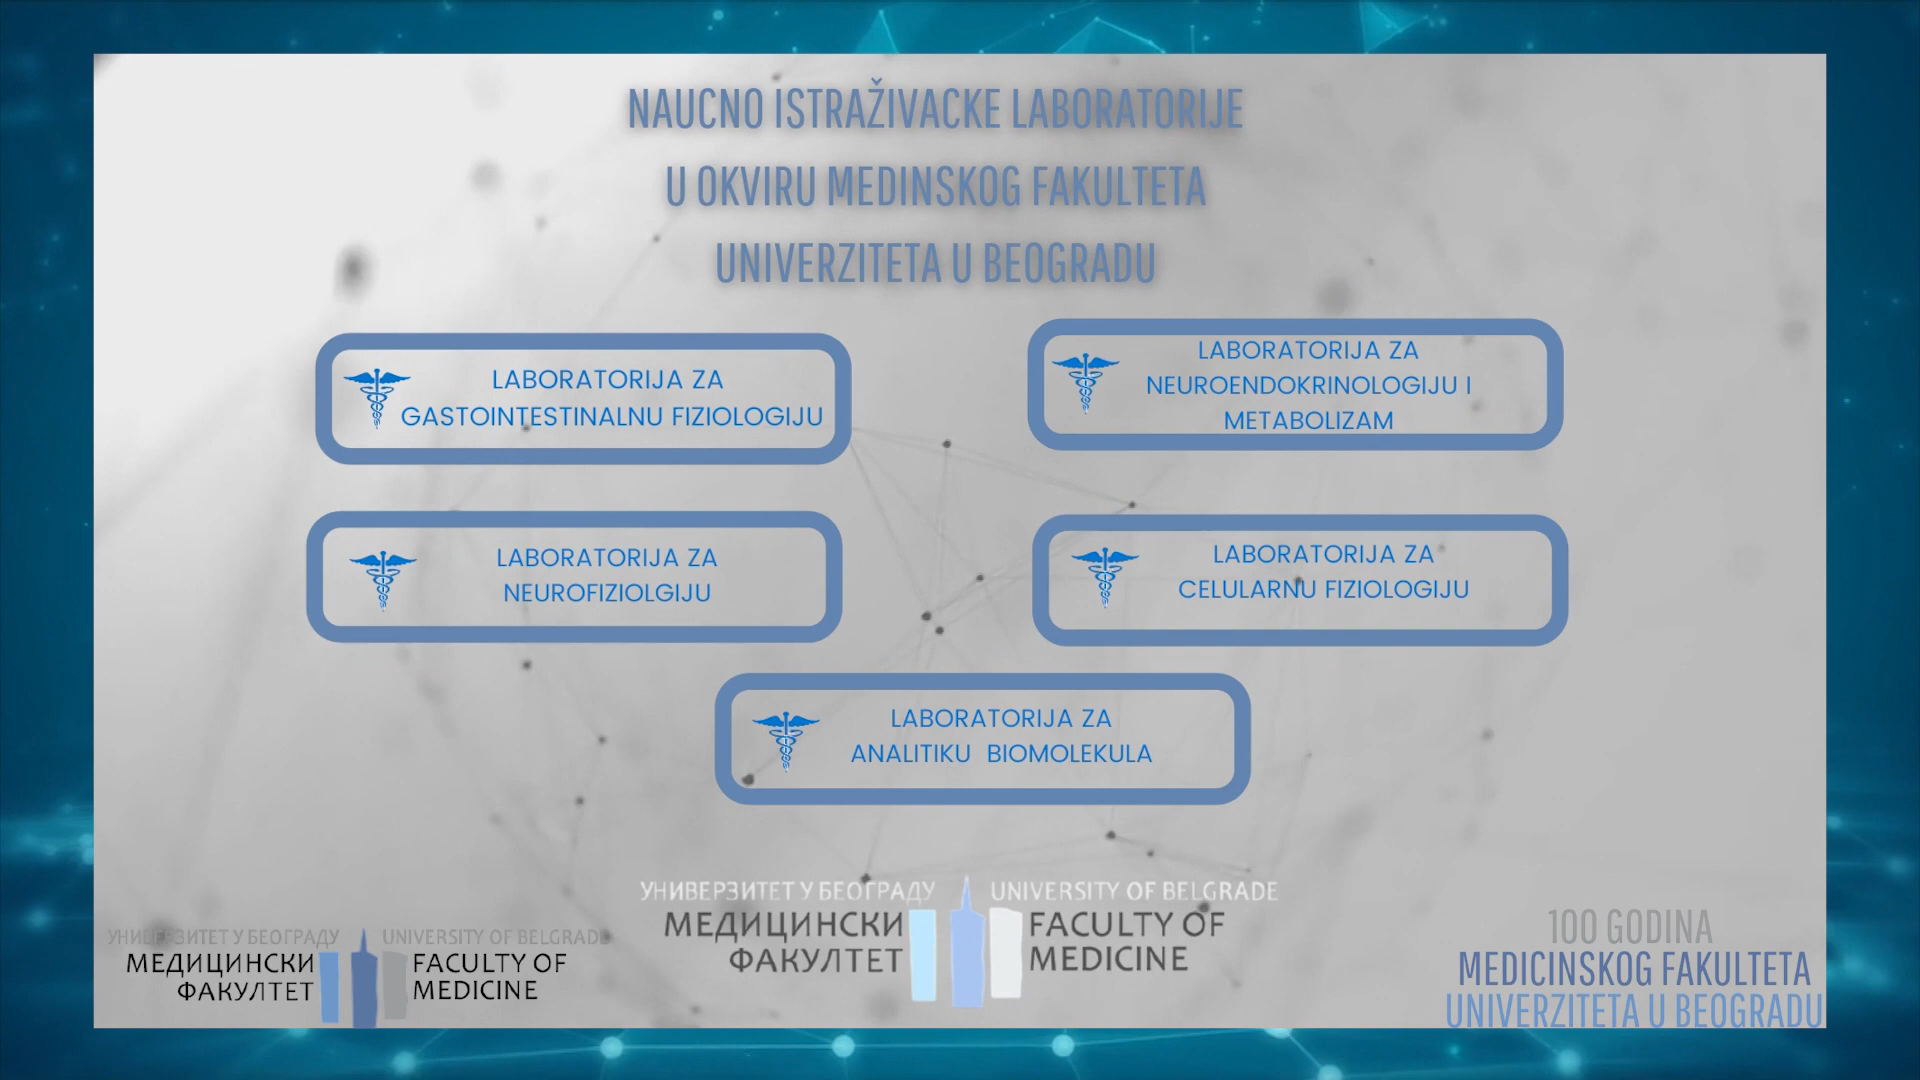 NAUCNO ISTRAŽIVACKE LABORATORIJE
U OKVIRU MEDINSKOG FAKULTETA
UNIVERZITETA U BEOGRADU
LABORATORIJA ZA
GASTOINTESTINALNU FIZIOLOGIJU
LABORATORIJA ZA
NEUROENDOKRINOLOGIJU I
METABOLIZAM
LABORATORIJA ZA
NEUROFIZIOLGIJU
LABORATORIJA ZA
CELULARNU FIZIOLOGIJU
LABORATORIJA ZA
ANALITIKU BIOMOLEKULA
УНИВЕРЗИТЕТ У БЕОГРАДУ
МЕДИЦИНСКИ
ФАКУЛТЕТ
UNIVERSITY OF BELGRADE
FACULTY OF
MEDICINE
УНИВЕРЗИТЕТ У БЕОГРАДУ
МЕДИЦИНСКИ
ФАКУЛТЕТ
UNIVERSITY OF BELGRADE
FACULTY OF
MEDICINE
100 GODINA
MEDICINSKOG FAKULTETA
UNIVERZITETA U BEOGRADU